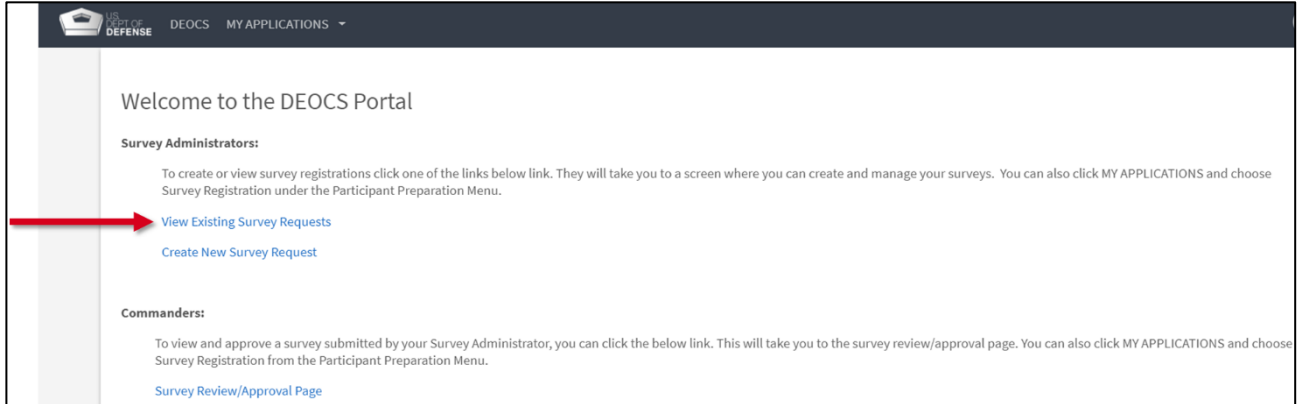 US
DEPT OF
DEFENSE
DEOCS MY APPLICATIONS
Welcome to the DEOCS Portal
Survey Administrators:
To create or view survey registrations click one of the links below link. They will take you to a screen where you can create and manage your surveys. You can also click MY APPLICATIONS and choose
Survey Registration under the Participant Preparation Menu.
View Existing Survey Requests
Create New Survey Request
Commanders:
To view and approve a survey submitted by your Survey Administrator, you can click the below link. This will take you to the survey review/approval page. You can also click MY APPLICATIONS and choose
Survey Registration from the Participant Preparation Menu.
Survey Review/Approval Page